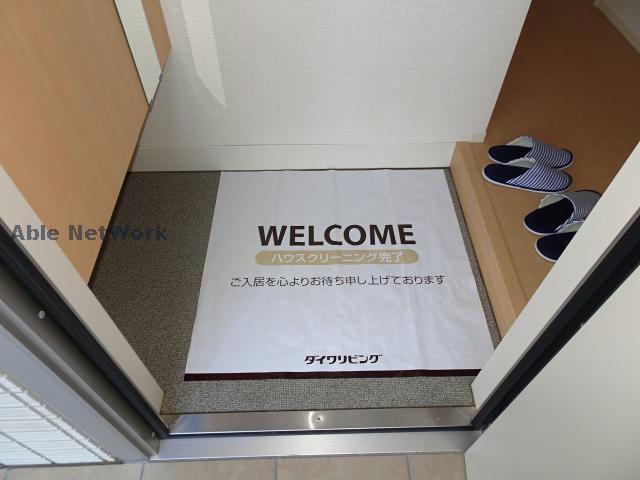 WELCOME
ハウスクリーニング完了
ご入居を心よりお待ち申し上げております
ダイワリビング
Able NetWork